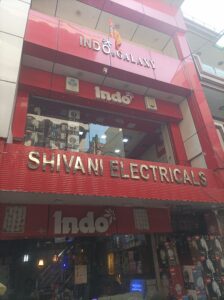 INDO GALAXY
Indo
SHIVANI ELECTRICALS
Indo